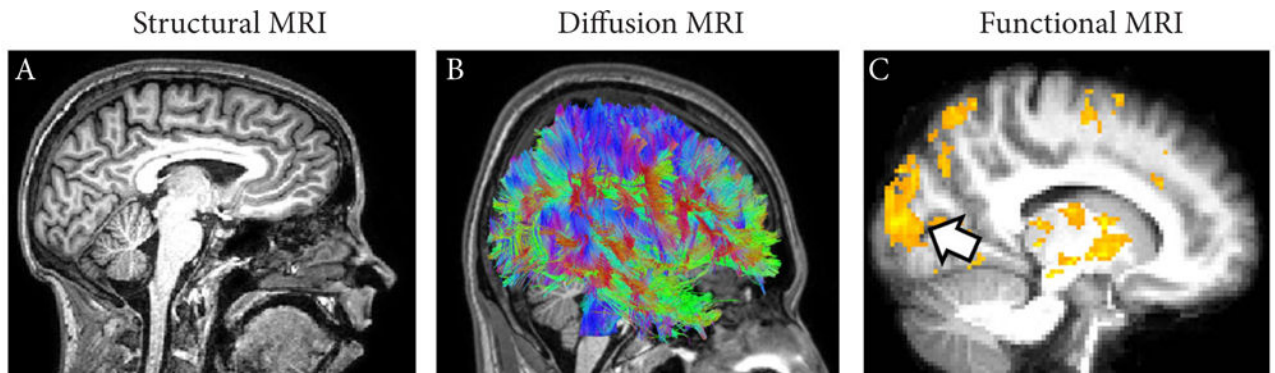 Structural MRI
Diffusion MRI
Functional MRI
A
B
C